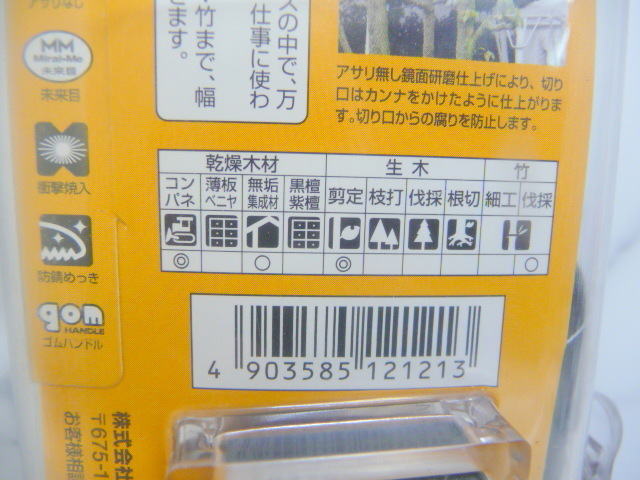 アサリなし
MM
Mirai-Me
未来目
未来目
衝撃焼入
防錆めっき
gom
HANDLE
ゴムハンドル
スの中で、万
仕事に使わ
竹まで、幅
きます。
アサリ無し鏡面研磨仕上げにより、切り
口はカンナをかけたように仕上がりま
す。切り口からの腐りを防止します。
乾燥木材 生木 竹
コンパネ 薄板ベニヤ 無垢集成材 黒檀紫檀 剪定 枝打 伐採 根切 細工 伐採
◎ ○ ◎ ○
4 903585 121213
株式会社
〒675-1
お客様相談